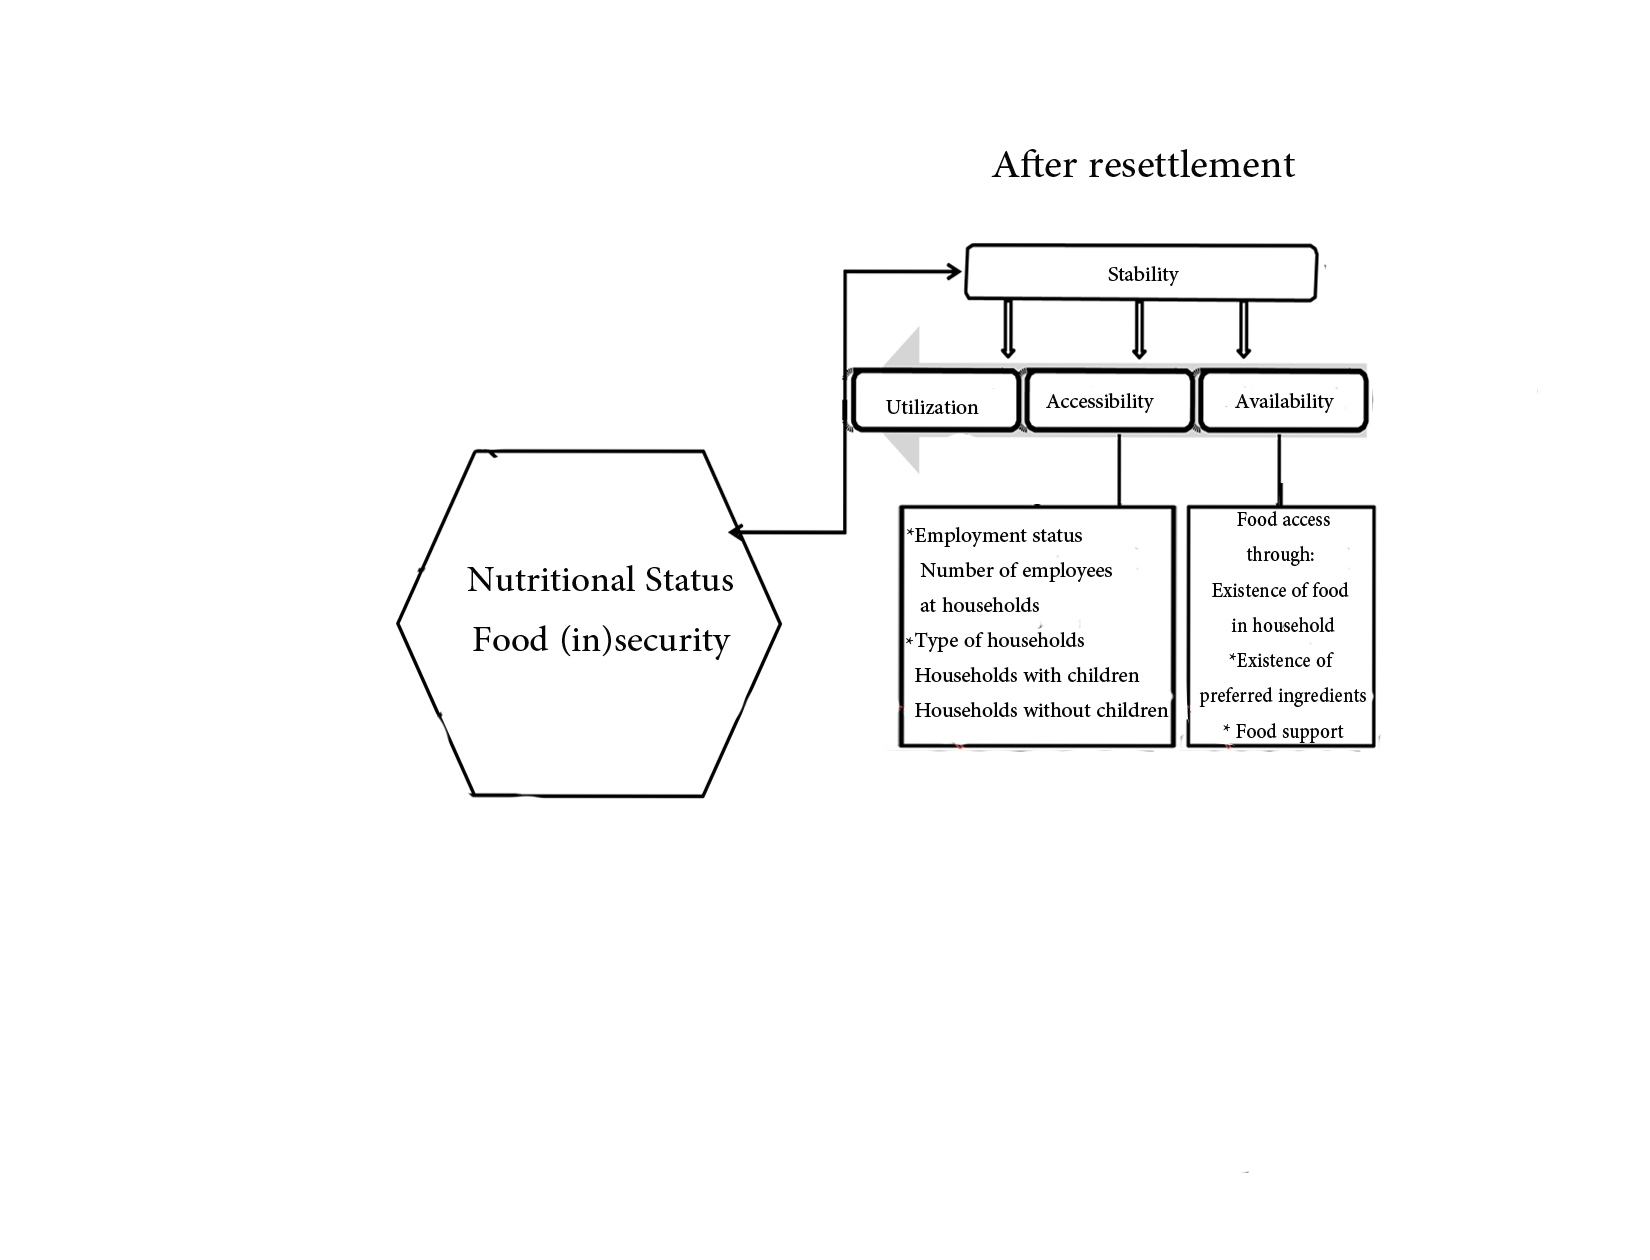 After resettlement
Stability
Utilization
Accessibility
Availability
Nutritional Status
Food (in)security
*Employment status
Number of employees
at households
*Type of households
Households with children
Households without children
Food access
through:
Existence of food
in household
*Existence of
preferred ingredients
* Food support